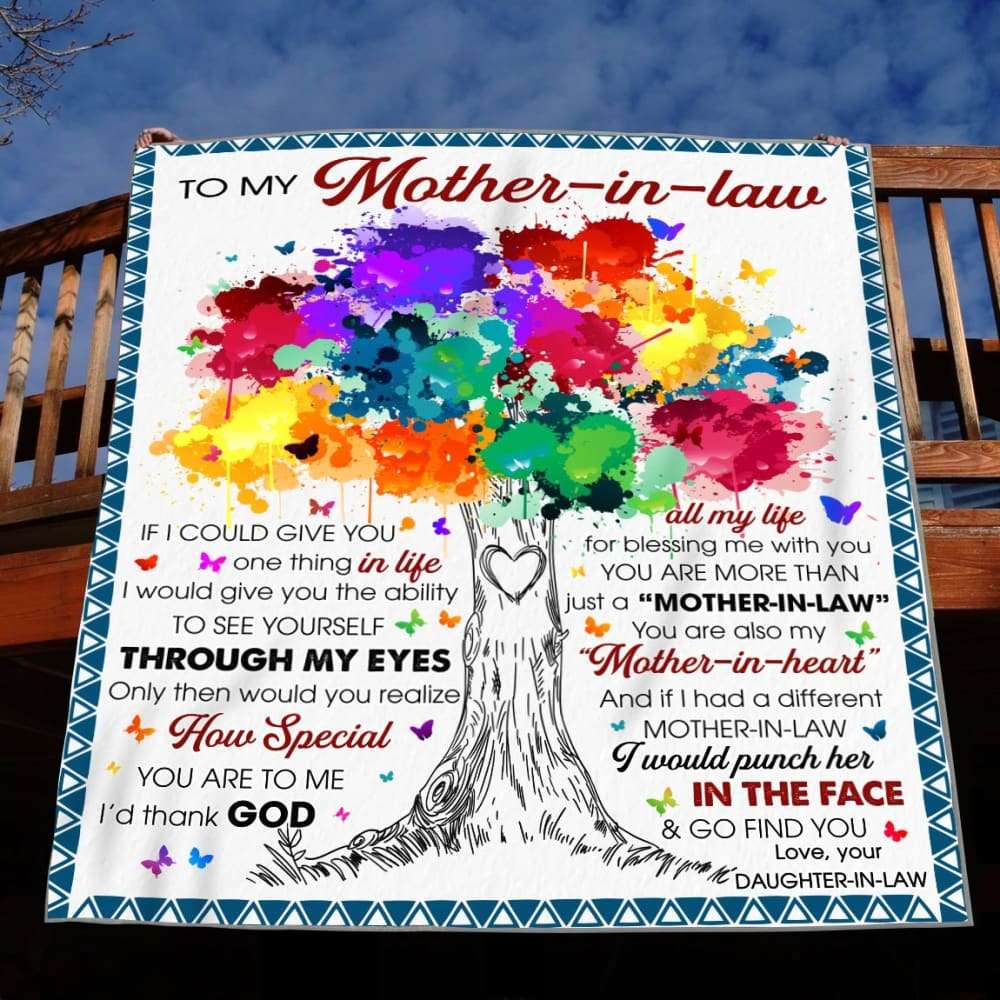 TO MY Mother-in-law
IF I COULD GIVE YOU
one thing in life
I would give you the ability
TO SEE YOURSELF
THROUGH MY EYES
Only then would you realize
How Special
YOU ARE TO ME
I'd thank GOD
all my life
for blessing me with you
YOU ARE MORE THAN
just a "MOTHER-IN-LAW"
You are also my
"Mother-in-heart"
And if I had a different
MOTHER-IN-LAW
I would punch her
IN THE FACE
& GO FIND YOU
Love, your
DAUGHTER-IN-LAW